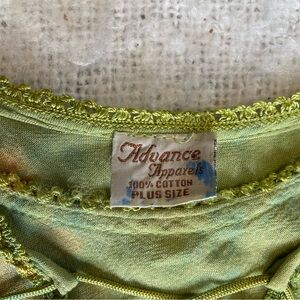 Advance
Apparels
100% COTTON
PLUS SIZE